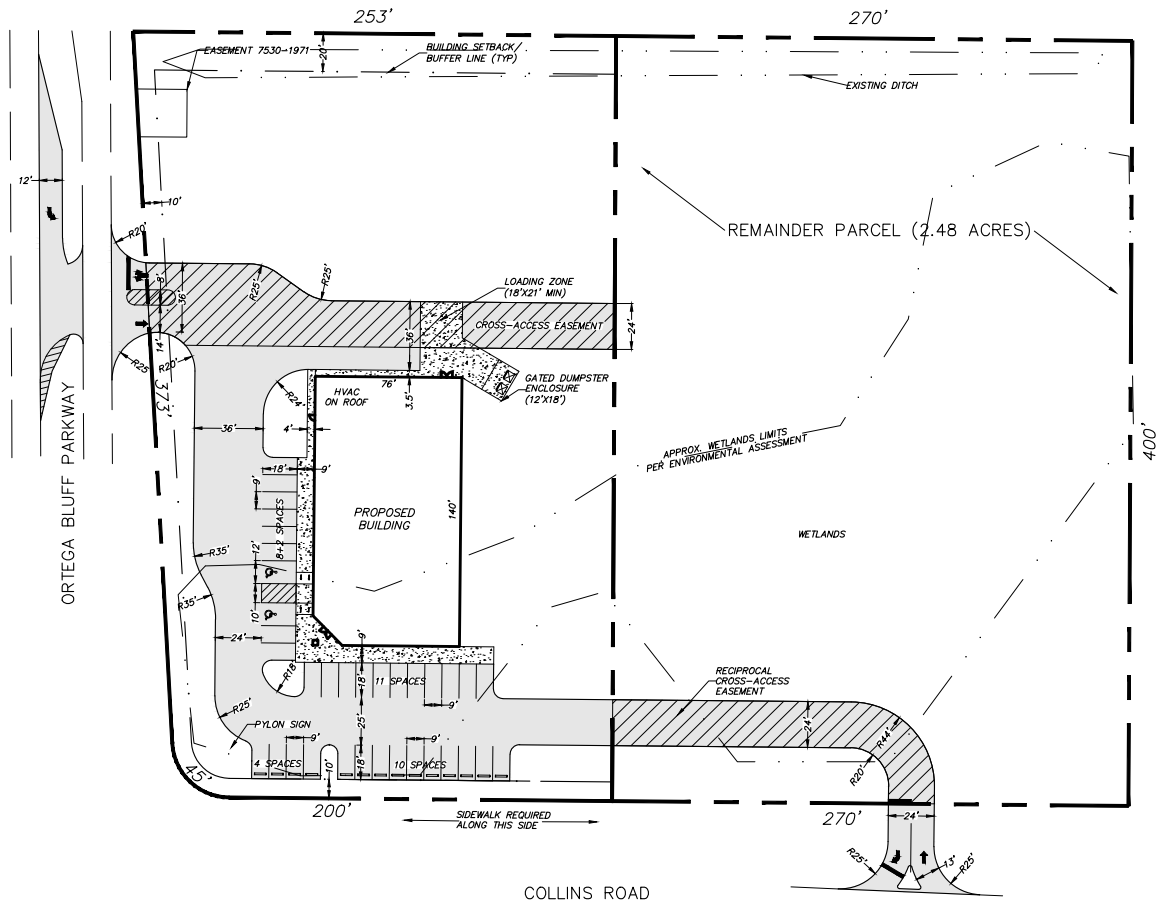 253'
270'
EASEMENT 7530-1971
20'
BUILDING SETBACK/
BUFFER LINE (TYP)
EXISTING DITCH
12'
10'
R20'
REMAINDER PARCEL (2.48 ACRES)
8'
36'
14'
R25'
R25'
LOADING ZONE
(18'X21' MIN)
36'
CROSS-ACCESS EASEMENT
24'
R25
R20'
373'
ORTEGA BLUFF PARKWAY
R24'
HVAC
ON ROOF
76'
3.5'
GATED DUMPSTER
ENCLOSURE
(12'X18')
36'
4'
18'
9'
9'
8+2 SPACES
12'
10'
PROPOSED
BUILDING
140'
APPROX. WETLANDS LIMITS
PER ENVIRONMENTAL ASSESSMENT
400'
WETLANDS
R35'
R35'
24'
R18'
9'
18'
11 SPACES
9'
RECIPROCAL
CROSS-ACCESS
EASEMENT
R25'
PYLON SIGN
9'
25'
9'
24'
R44'
R20'
4 SPACES
18'
10 SPACES
10'
45'
200'
SIDEWALK REQUIRED
ALONG THIS SIDE
270'
24'
R25'
13'
R25'
COLLINS ROAD